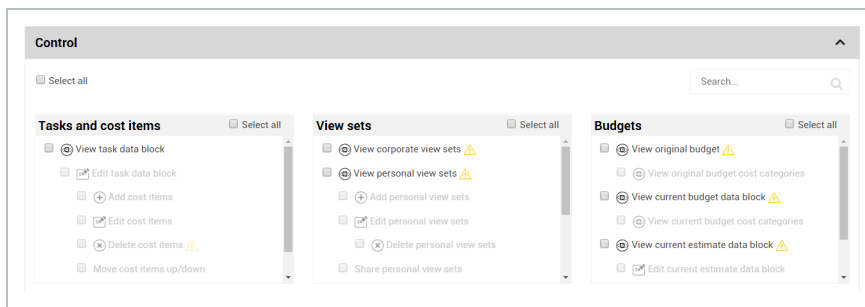 Control
Select all
Search...
Tasks and cost items
Select all
View task data block
Edit task data block
Add cost items
Edit cost items
Delete cost items
Move cost items up/down
View sets
Select all
View corporate view sets
View personal view sets
Add personal view sets
Edit personal view sets
Delete personal view sets
Share personal view sets
Budgets
Select all
View original budget
View original budget cost categories
View current budget data block
View current budget cost categories
View current estimate data block
Edit current estimate data block